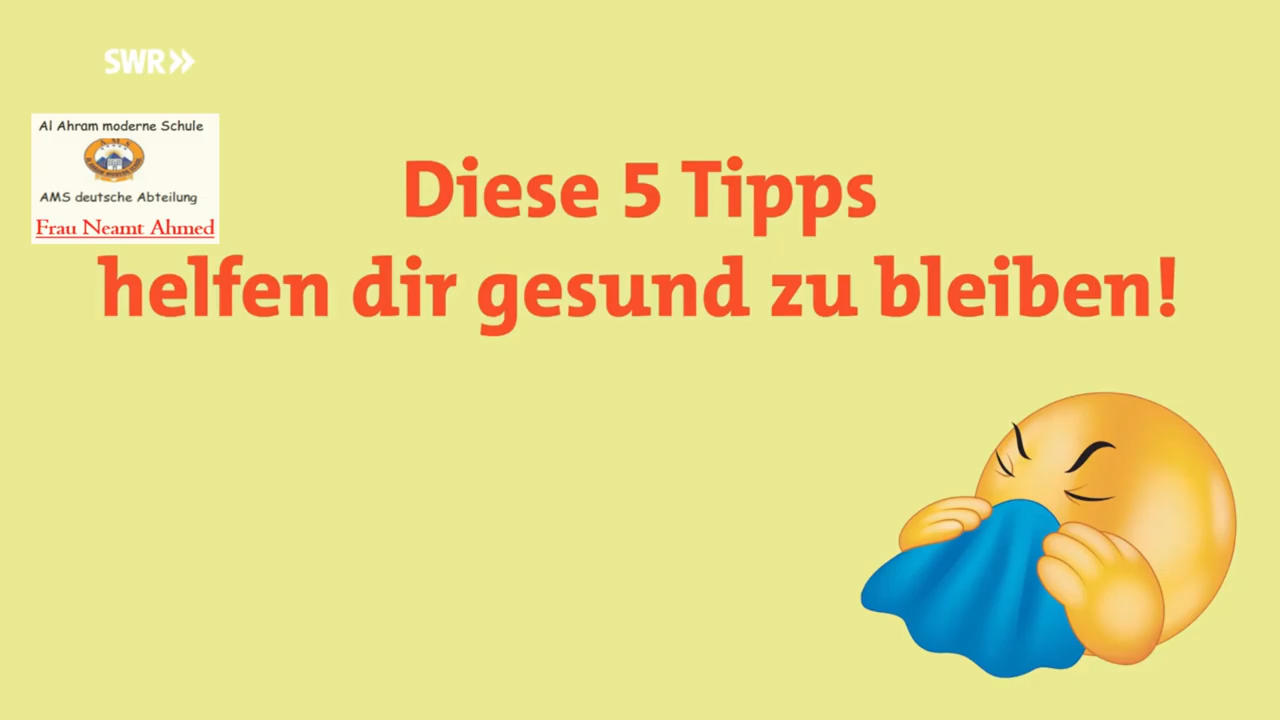 SWR
Al Ahram moderne Schule
AMS
AMS deutsche Abteilung
Frau Neamt Ahmed
Diese 5 Tipps
helfen dir gesund zu bleiben!